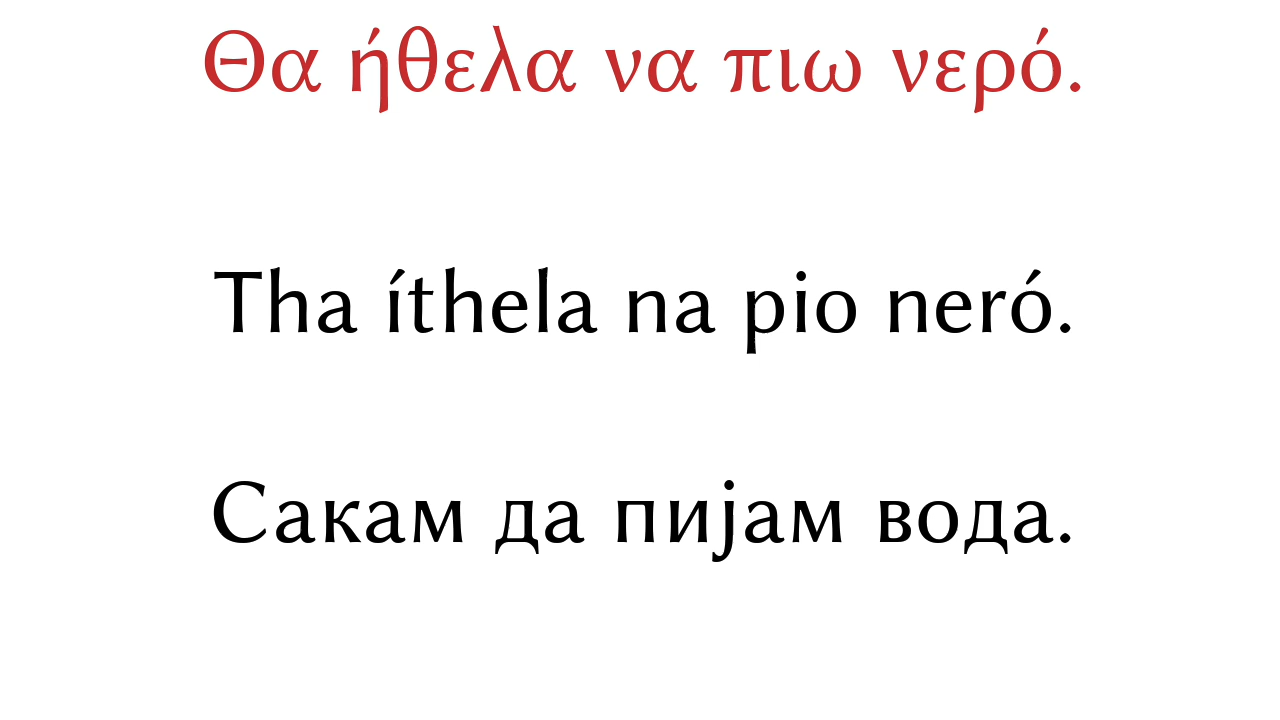 Θα ήθελα να πιω νερό.
Tha íthela na pio neró.
Сакам да пијам вода.